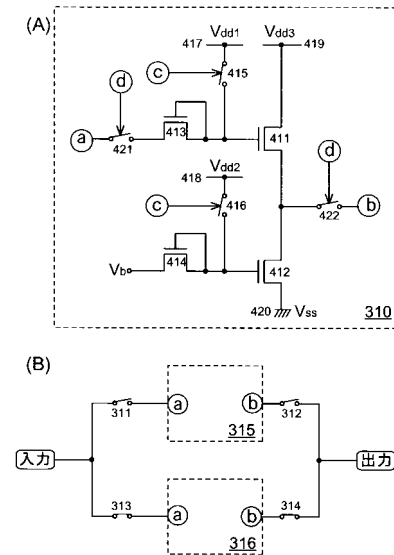 (A)
Vdd1
Vdd3
417
419
c
415
d
a
421
413
411
Vdd2
418
d
c
416
422
b
Vb
414
412
420
Vss
310
(B)
a
b
311
315
312
入力
出力
313
a
b
314
316